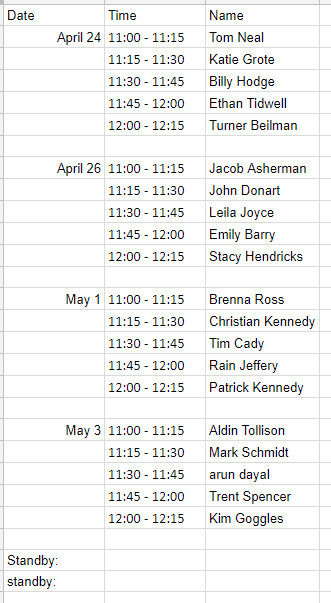 Date Time Name
April 24 11:00 - 11:15 Tom Neal
11:15 - 11:30 Katie Grote
11:30 - 11:45 Billy Hodge
11:45 - 12:00 Ethan Tidwell
12:00 - 12:15 Turner Beilman
April 26 11:00 - 11:15 Jacob Asherman
11:15 - 11:30 John Donart
11:30 - 11:45 Leila Joyce
11:45 - 12:00 Emily Barry
12:00 - 12:15 Stacy Hendricks
May 1 11:00 - 11:15 Brenna Ross
11:15 - 11:30 Christian Kennedy
11:30 - 11:45 Tim Cady
11:45 - 12:00 Rain Jeffery
12:00 - 12:15 Patrick Kennedy
May 3 11:00 - 11:15 Aldin Tollison
11:15 - 11:30 Mark Schmidt
11:30 - 11:45 arun dayal
11:45 - 12:00 Trent Spencer
12:00 - 12:15 Kim Goggles
Standby:
standby: